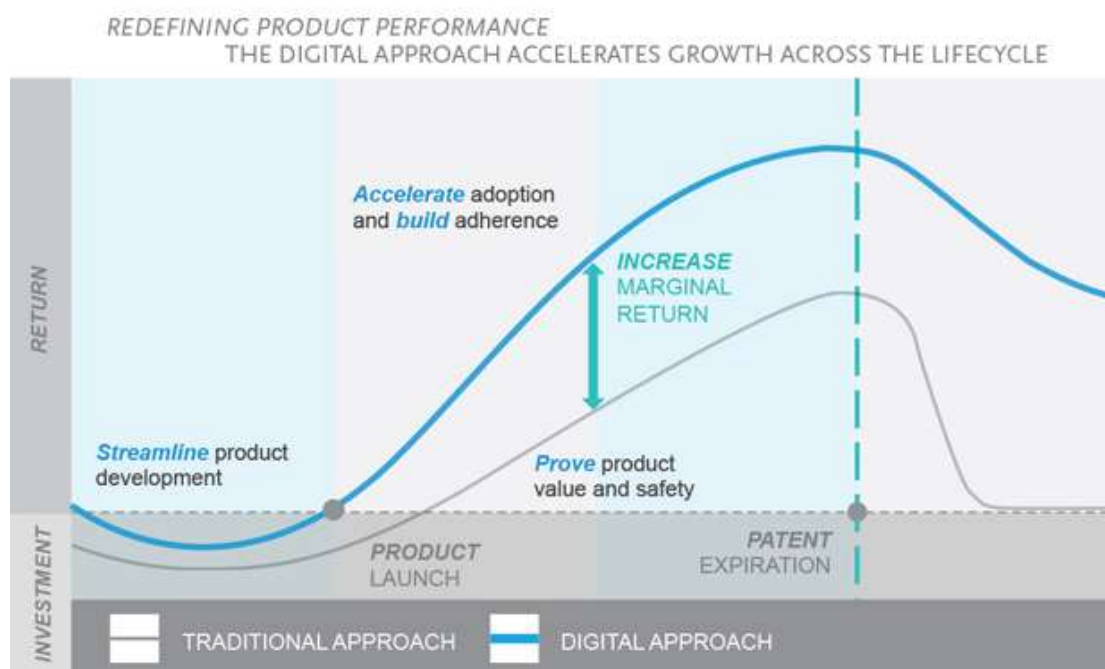 REDEFINING PRODUCT PERFORMANCE
THE DIGITAL APPROACH ACCELERATES GROWTH ACROSS THE LIFECYCLE
RETURN
Accelerate adoption
and build adherence
INCREASE
MARGINAL
RETURN
Streamline product
development
Prove product
value and safety
INVESTMENT
PRODUCT
LAUNCH
PATENT
EXPIRATION
TRADITIONAL APPROACH
DIGITAL APPROACH